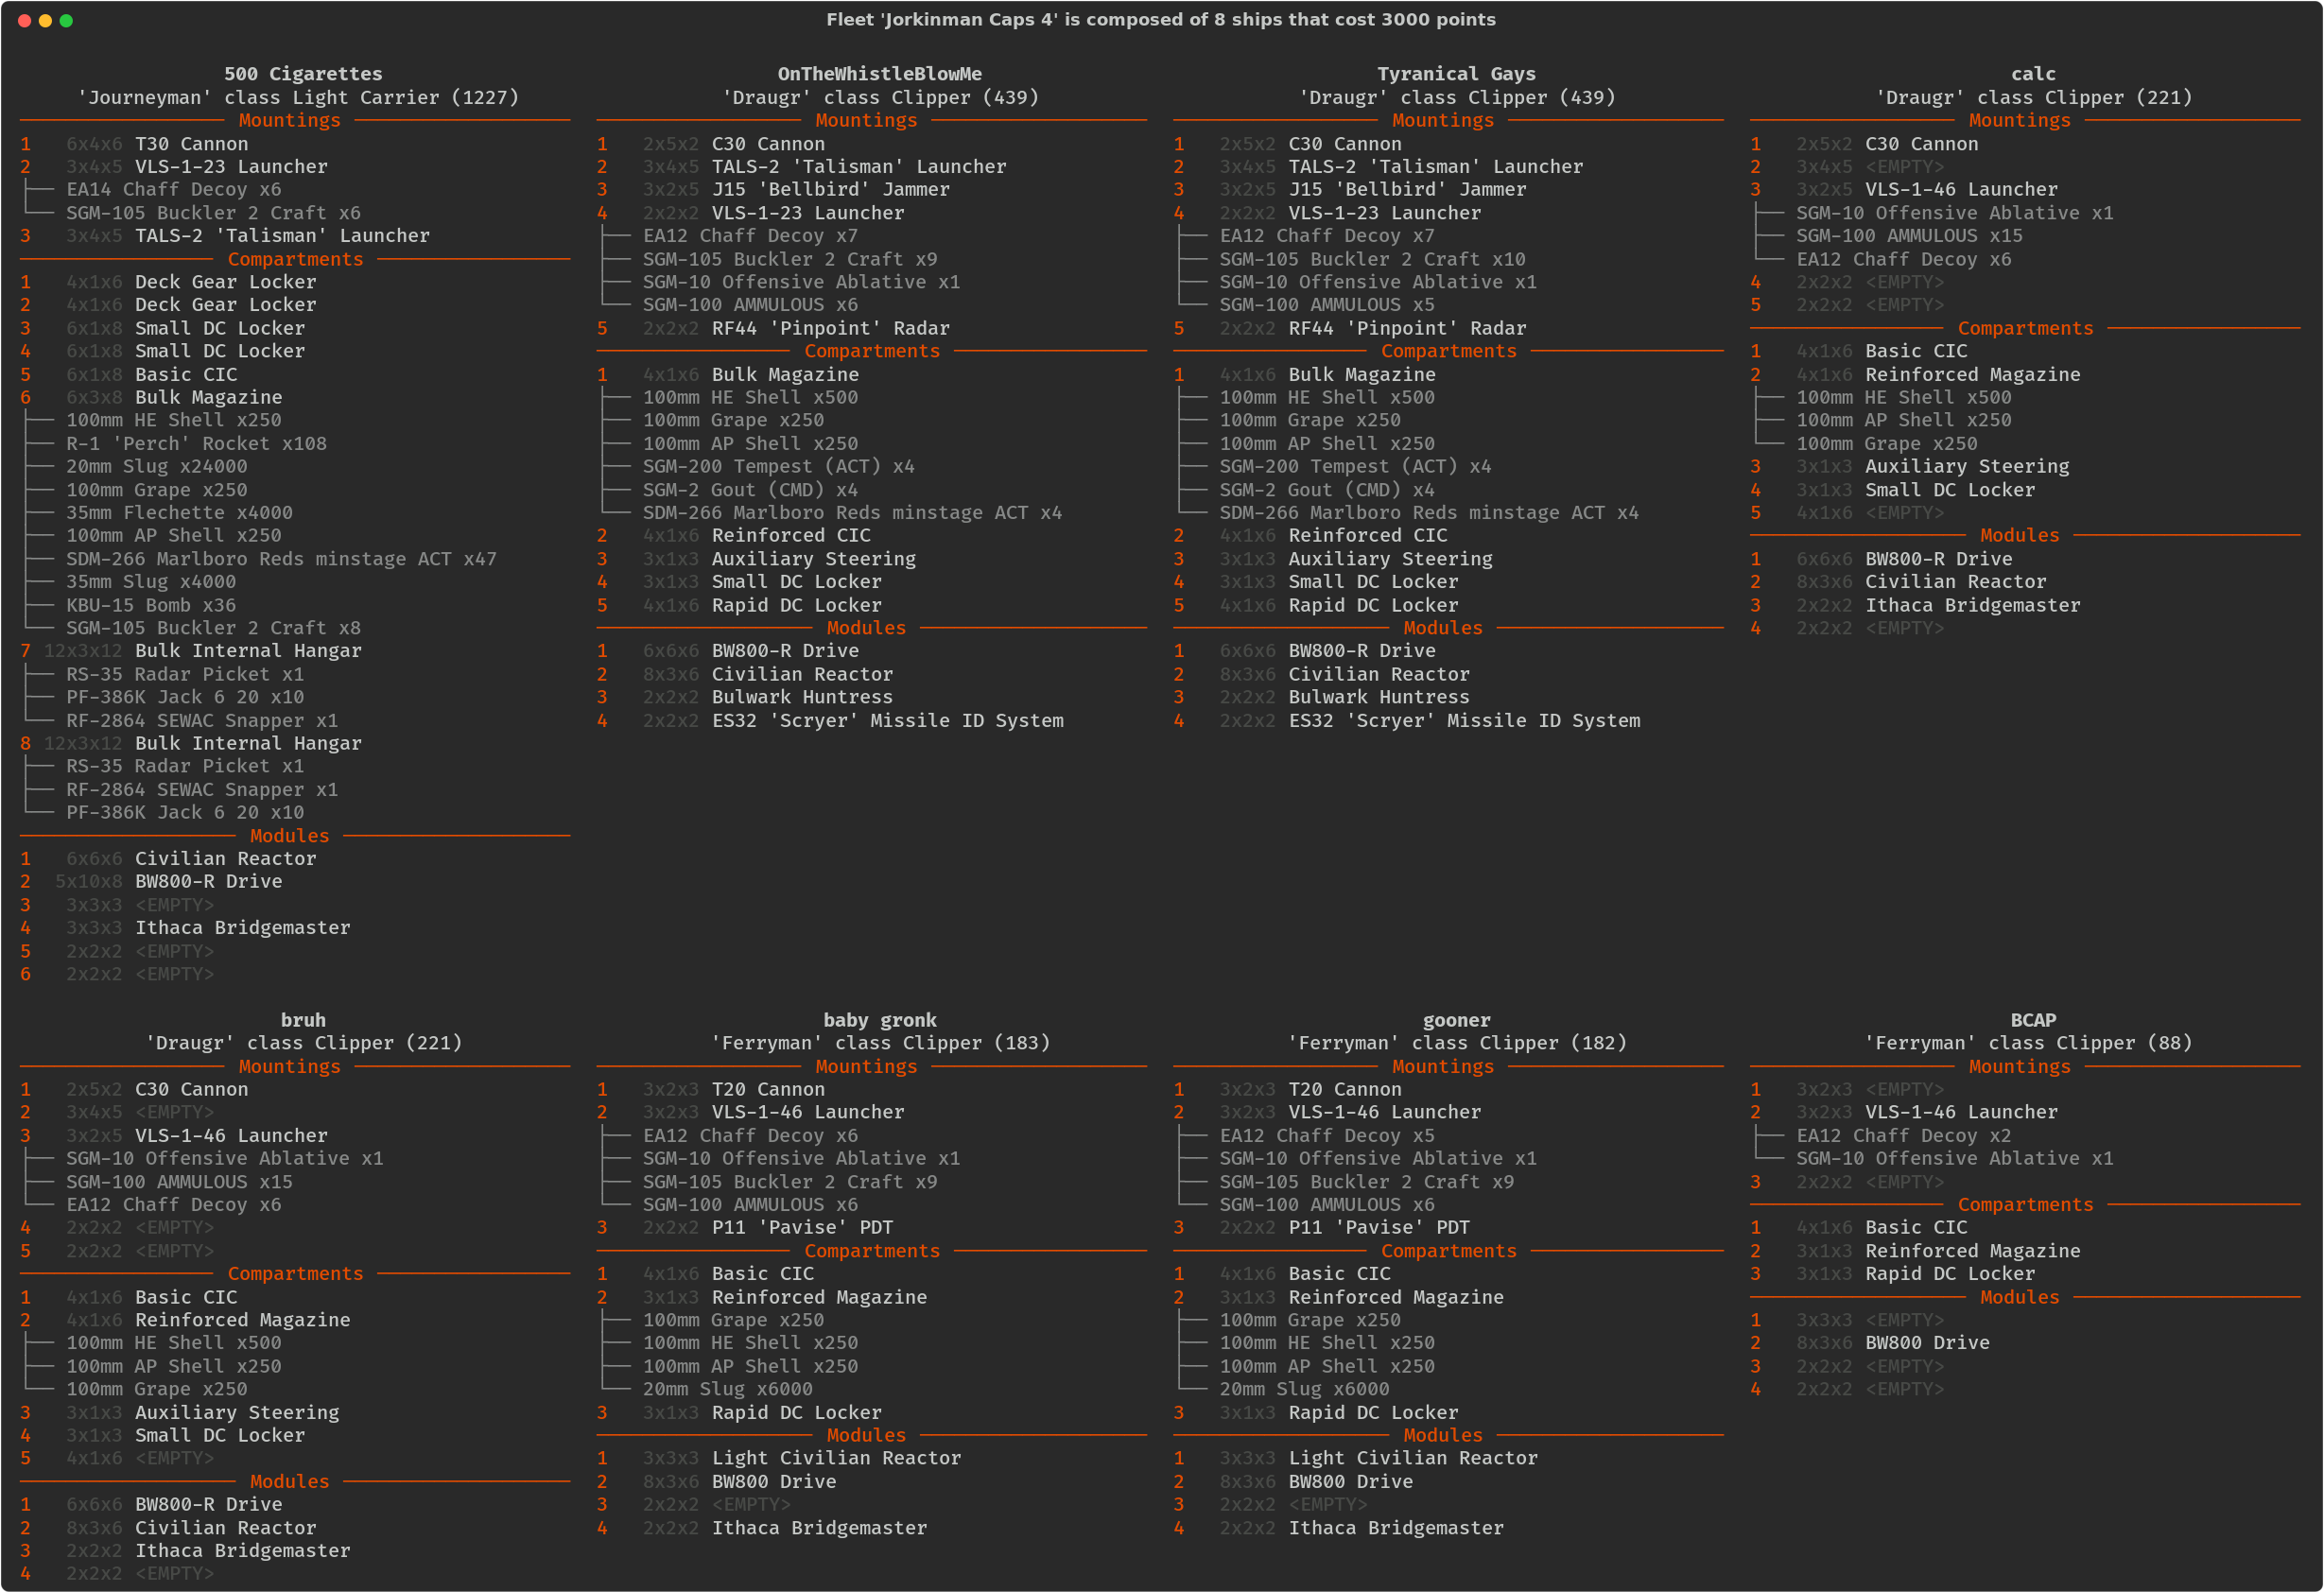 Fleet 'Jorkinman Caps 4' is composed of 8 ships that cost 3000 points
500 Cigarettes
'Journeyman' class Light Carrier (1227)
Mountings
1 6x4x6 T30 Cannon
2 3x4x5 VLS-1-23 Launcher
EA14 Chaff Decoy x6
SGM-105 Buckler 2 Craft x6
3 3x4x5 TALS-2 'Talisman' Launcher
Compartments
1 4x1x6 Deck Gear Locker
2 4x1x6 Deck Gear Locker
3 6x1x8 Small DC Locker
4 6x1x8 Small DC Locker
5 6x1x8 Basic CIC
6 6x3x8 Bulk Magazine
100mm HE Shell x250
R-1 'Perch' Rocket x108
20mm Slug x24000
100mm Grape x250
35mm Flechette x4000
100mm AP Shell x250
SDM-266 Marlboro Reds minstage ACT x47
35mm Slug x4000
KBU-15 Bomb x36
SGM-105 Buckler 2 Craft x8
7 12x3x12 Bulk Internal Hangar
RS-35 Radar Picket x1
PF-386K Jack 6 20 x10
RF-2864 SEWAC Snapper x1
8 12x3x12 Bulk Internal Hangar
RS-35 Radar Picket x1
RF-2864 SEWAC Snapper x1
PF-386K Jack 6 20 x10
Modules
1 6x6x6 Civilian Reactor
2 5x10x8 BW800-R Drive
3 3x3x3 <EMPTY>
4 3x3x3 Ithaca Bridgemaster
5 2x2x2 <EMPTY>
6 2x2x2 <EMPTY>
OnTheWhistleBlowMe
'Draugr' class Clipper (439)
Mountings
1 2x5x2 C30 Cannon
2 3x4x5 TALS-2 'Talisman' Launcher
3 3x2x5 J15 'Bellbird' Jammer
4 2x2x2 VLS-1-23 Launcher
EA12 Chaff Decoy x7
SGM-105 Buckler 2 Craft x9
SGM-10 Offensive Ablative x1
SGM-100 AMMULOUS x6
5 2x2x2 RF44 'Pinpoint' Radar
Compartments
1 4x1x6 Bulk Magazine
100mm HE Shell x500
100mm Grape x250
100mm AP Shell x250
SGM-200 Tempest (ACT) x4
SGM-2 Gout (CMD) x4
SDM-266 Marlboro Reds minstage ACT x4
2 4x1x6 Reinforced CIC
3 3x1x3 Auxiliary Steering
4 3x1x3 Small DC Locker
5 4x1x6 Rapid DC Locker
Modules
1 6x6x6 BW800-R Drive
2 8x3x6 Civilian Reactor
3 2x2x2 Bulwark Huntress
4 2x2x2 ES32 'Scryer' Missile ID System
Tyranical Gays
'Draugr' class Clipper (439)
Mountings
1 2x5x2 C30 Cannon
2 3x4x5 TALS-2 'Talisman' Launcher
3 3x2x5 J15 'Bellbird' Jammer
4 2x2x2 VLS-1-23 Launcher
EA12 Chaff Decoy x7
SGM-105 Buckler 2 Craft x10
SGM-10 Offensive Ablative x1
SGM-100 AMMULOUS x5
5 2x2x2 RF44 'Pinpoint' Radar
Compartments
1 4x1x6 Bulk Magazine
100mm HE Shell x500
100mm Grape x250
100mm AP Shell x250
SGM-200 Tempest (ACT) x4
SGM-2 Gout (CMD) x4
SDM-266 Marlboro Reds minstage ACT x4
2 4x1x6 Reinforced CIC
3 3x1x3 Auxiliary Steering
4 3x1x3 Small DC Locker
5 4x1x6 Rapid DC Locker
Modules
1 6x6x6 BW800-R Drive
2 8x3x6 Civilian Reactor
3 2x2x2 Bulwark Huntress
4 2x2x2 ES32 'Scryer' Missile ID System
calc
'Draugr' class Clipper (221)
Mountings
1 2x5x2 C30 Cannon
2 3x4x5 <EMPTY>
3 3x2x5 VLS-1-46 Launcher
SGM-10 Offensive Ablative x1
SGM-100 AMMULOUS x15
EA12 Chaff Decoy x6
4 2x2x2 <EMPTY>
5 2x2x2 <EMPTY>
Compartments
1 4x1x6 Basic CIC
2 4x1x6 Reinforced Magazine
100mm HE Shell x500
100mm AP Shell x250
100mm Grape x250
3 3x1x3 Auxiliary Steering
4 3x1x3 Small DC Locker
5 4x1x6 <EMPTY>
Modules
1 6x6x6 BW800-R Drive
2 8x3x6 Civilian Reactor
3 2x2x2 Ithaca Bridgemaster
4 2x2x2 <EMPTY>
bruh
'Draugr' class Clipper (221)
Mountings
1 2x5x2 C30 Cannon
2 3x4x5 <EMPTY>
3 3x2x5 VLS-1-46 Launcher
SGM-10 Offensive Ablative x1
SGM-100 AMMULOUS x15
EA12 Chaff Decoy x6
4 2x2x2 <EMPTY>
5 2x2x2 <EMPTY>
Compartments
1 4x1x6 Basic CIC
2 4x1x6 Reinforced Magazine
100mm HE Shell x500
100mm AP Shell x250
100mm Grape x250
3 3x1x3 Auxiliary Steering
4 3x1x3 Small DC Locker
5 4x1x6 <EMPTY>
Modules
1 6x6x6 BW800-R Drive
2 8x3x6 Civilian Reactor
3 2x2x2 Ithaca Bridgemaster
4 2x2x2 <EMPTY>
baby gronk
'Ferryman' class Clipper (183)
Mountings
1 3x2x3 T20 Cannon
2 3x2x3 VLS-1-46 Launcher
EA12 Chaff Decoy x6
SGM-10 Offensive Ablative x1
SGM-105 Buckler 2 Craft x9
SGM-100 AMMULOUS x6
3 2x2x2 P11 'Pavise' PDT
Compartments
1 4x1x6 Basic CIC
2 3x1x3 Reinforced Magazine
100mm Grape x250
100mm HE Shell x250
100mm AP Shell x250
20mm Slug x6000
3 3x1x3 Rapid DC Locker
Modules
1 3x3x3 Light Civilian Reactor
2 8x3x6 BW800 Drive
3 2x2x2 <EMPTY>
4 2x2x2 Ithaca Bridgemaster
gooner
'Ferryman' class Clipper (182)
Mountings
1 3x2x3 T20 Cannon
2 3x2x3 VLS-1-46 Launcher
EA12 Chaff Decoy x5
SGM-10 Offensive Ablative x1
SGM-105 Buckler 2 Craft x9
SGM-100 AMMULOUS x6
3 2x2x2 P11 'Pavise' PDT
Compartments
1 4x1x6 Basic CIC
2 3x1x3 Reinforced Magazine
100mm Grape x250
100mm HE Shell x250
100mm AP Shell x250
20mm Slug x6000
3 3x1x3 Rapid DC Locker
Modules
1 3x3x3 Light Civilian Reactor
2 8x3x6 BW800 Drive
3 2x2x2 <EMPTY>
4 2x2x2 Ithaca Bridgemaster
BCAP
'Ferryman' class Clipper (88)
Mountings
1 3x2x3 <EMPTY>
2 3x2x3 VLS-1-46 Launcher
EA12 Chaff Decoy x2
SGM-10 Offensive Ablative x1
3 2x2x2 <EMPTY>
Compartments
1 4x1x6 Basic CIC
2 3x1x3 Reinforced Magazine
3 3x1x3 Rapid DC Locker
Modules
1 3x3x3 <EMPTY>
2 8x3x6 BW800 Drive
3 2x2x2 <EMPTY>
4 2x2x2 <EMPTY>